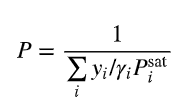 P = 1 / ∑_i y_i/γ_i P_i^sat